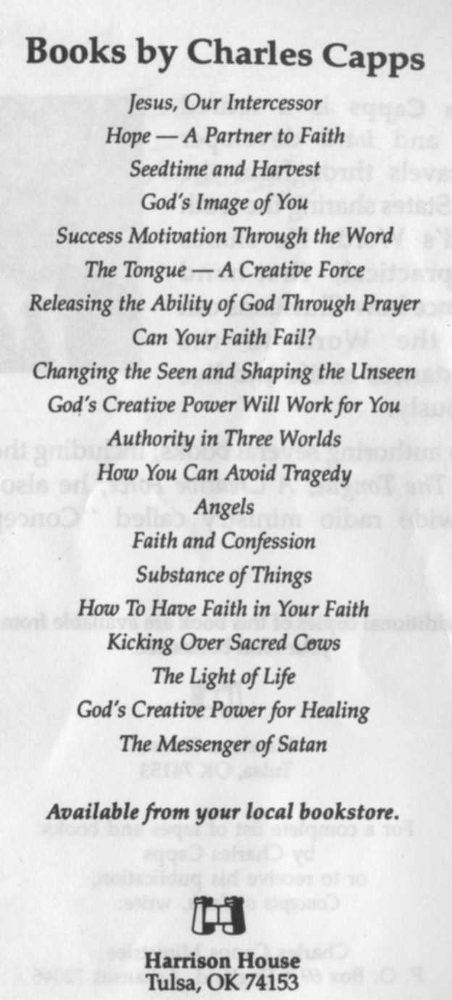 Books by Charles Capps
Jesus, Our Intercessor
Hope — A Partner to Faith
Seedtime and Harvest
God's Image of You
Success Motivation Through the Word
The Tongue — A Creative Force
Releasing the Ability of God Through Prayer
Can Your Faith Fail?
Changing the Seen and Shaping the Unseen
God's Creative Power Will Work for You
Authority in Three Worlds
How You Can Avoid Tragedy
Angels
Faith and Confession
Substance of Things
How To Have Faith in Your Faith
Kicking Over Sacred Cows
The Light of Life
God's Creative Power for Healing
The Messenger of Satan
Available from your local bookstore.
Harrison House
Tulsa, OK 74153